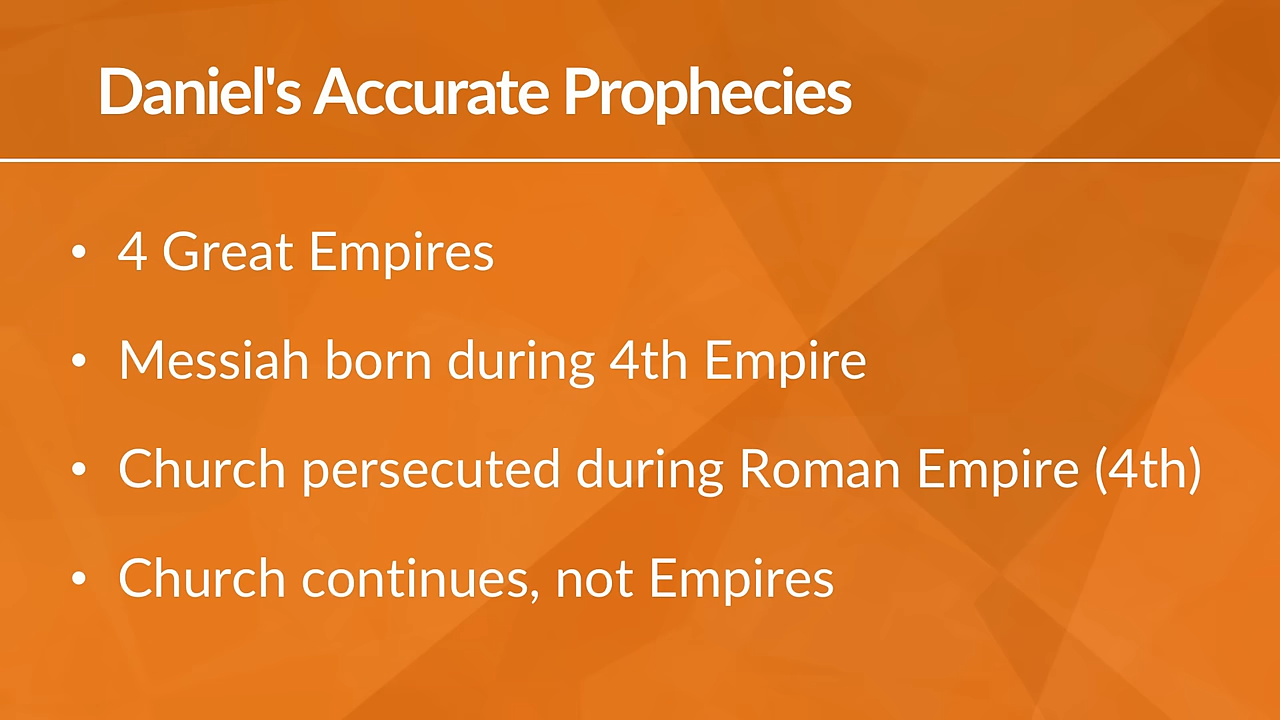 Daniel's Accurate Prophecies
• 4 Great Empires
• Messiah born during 4th Empire
• Church persecuted during Roman Empire (4th)
• Church continues, not Empires